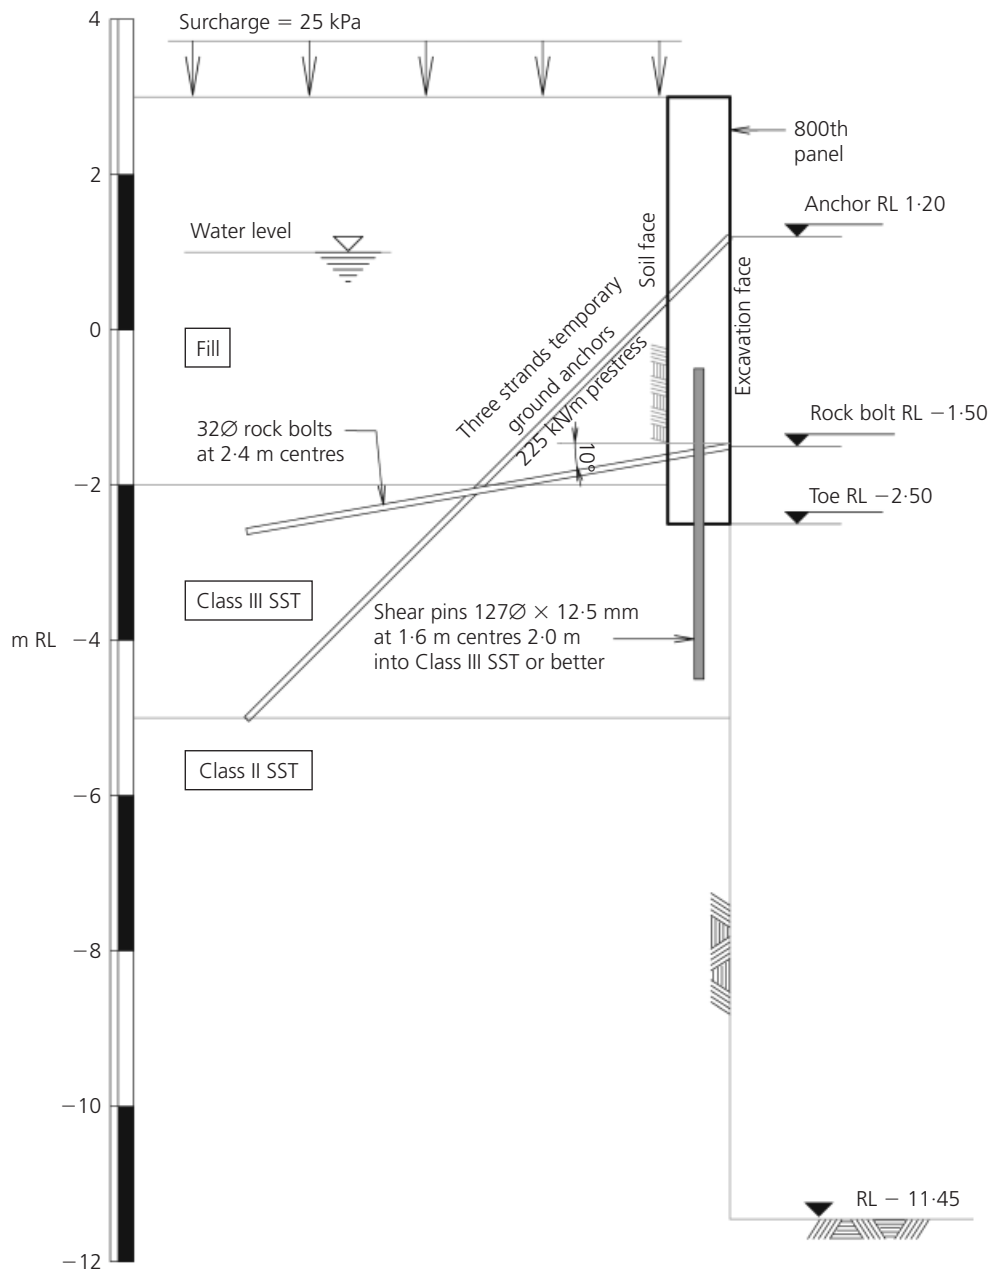 4
Surcharge = 25 kPa
800th
panel
2
Anchor RL 1·20
Water level
Soil face
Excavation face
0
Fill
Three strands temporary
ground anchors
225 kN/m prestress
32Ø rock bolts
at 2·4 m centres
10°
Rock bolt RL −1·50
−2
Toe RL −2·50
Class III SST
Shear pins 127Ø × 12·5 mm
at 1·6 m centres 2·0 m
into Class III SST or better
m RL
−4
Class II SST
−6
−8
−10
RL − 11·45
−12